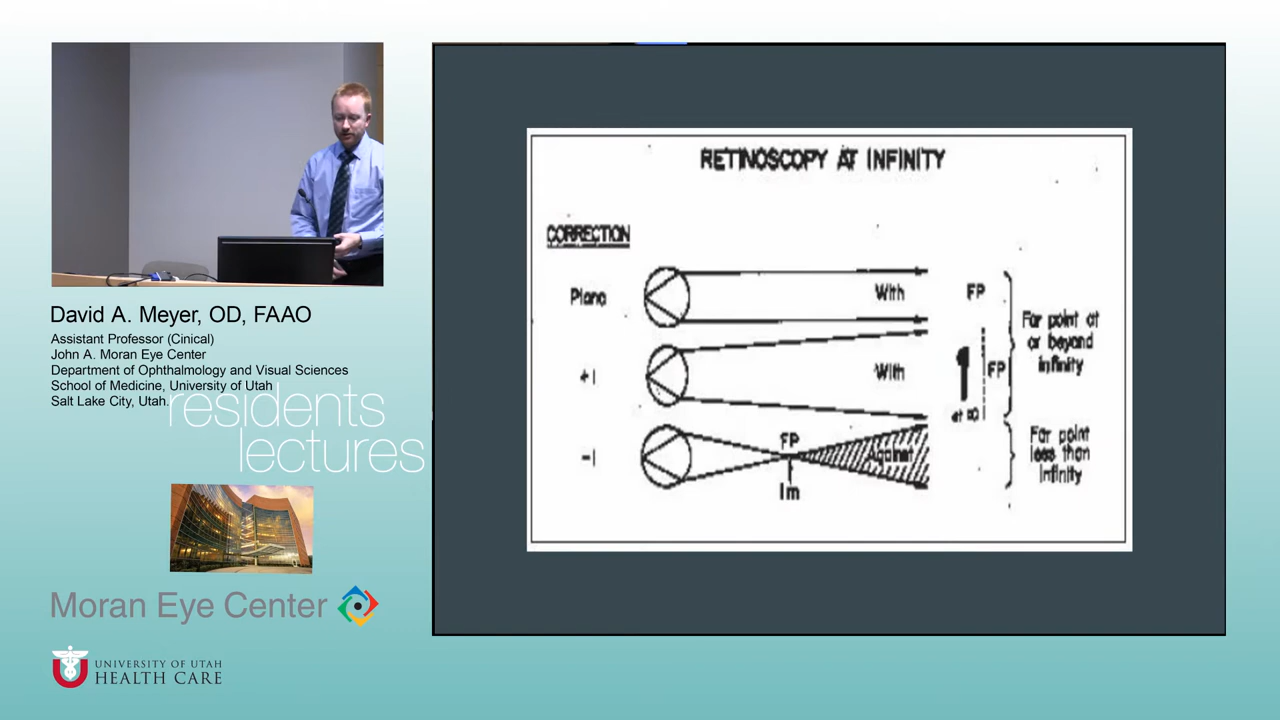 David A. Meyer, OD, FAAO
Assistant Professor (Cinical)
John A. Moran Eye Center
Department of Ophthalmology and Visual Sciences
School of Medicine, University of Utah
Salt Lake City, Utah.
residents
lectures
Moran Eye Center
UNIVERSITY OF UTAH
HEALTH CARE
RETINOSCOPY AT INFINITY
CORRECTION
Plano
With
FP
+1
With
1
FP
at ∞
Far point at
or beyond
infinity
-1
FP
1m
Against
Far point
less than
infinity